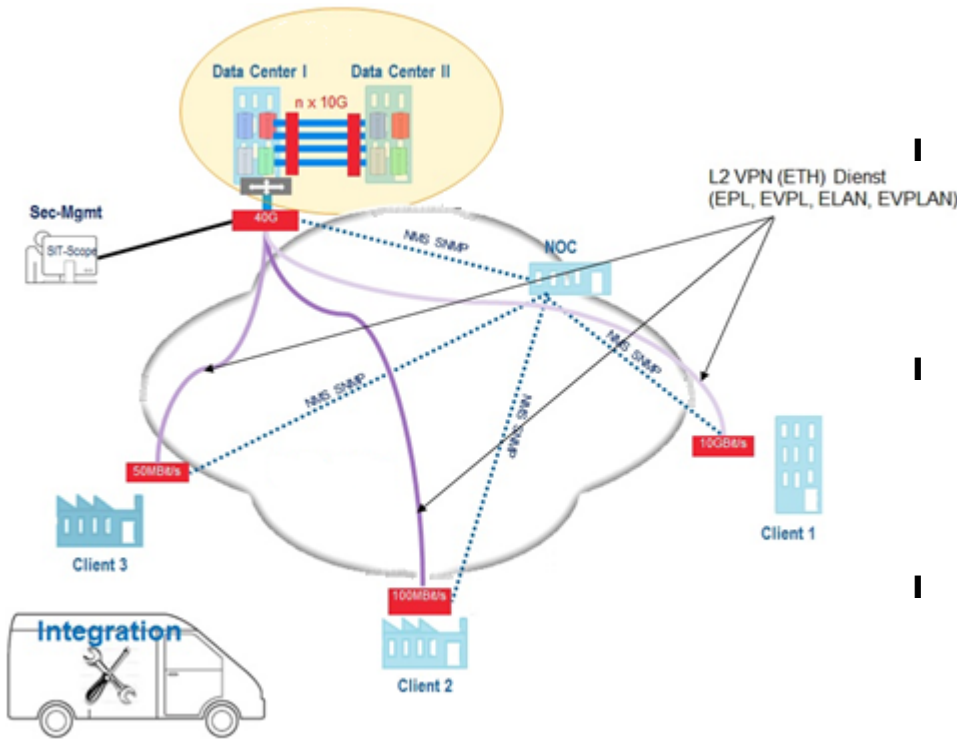 Data Center I
Data Center II
n x 10G
L2 VPN (ETH) Dienst
(EPL, EVPL, ELAN, EVPLAN)
Sec-Mgmt
SIT-Scope
40G
NMS SNMP
NOC
NMS SNMP
NMS SNMP
NMS SNMP
10GBit/s
50MBit/s
Client 1
Client 3
100MBit/s
Integration
Client 2